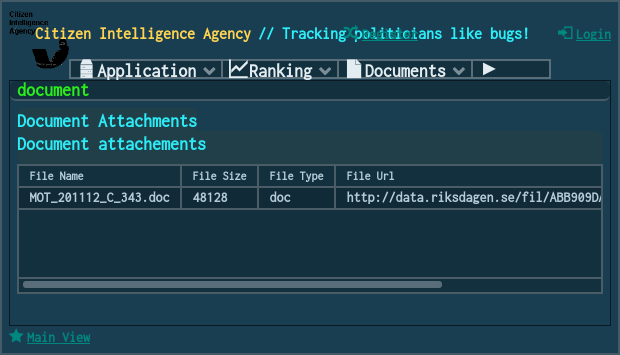 Citizen
Intelligence
Agency
Citizen Intelligence Agency // Tracking politicians like bugs!
Login
Application
Ranking
Documents
document
Document Attachments
Document attachements
File Name File Size File Type File Url
MOT_201112_C_343.doc 48128 doc http://data.riksdagen.se/fil/ABB909DA
Main View